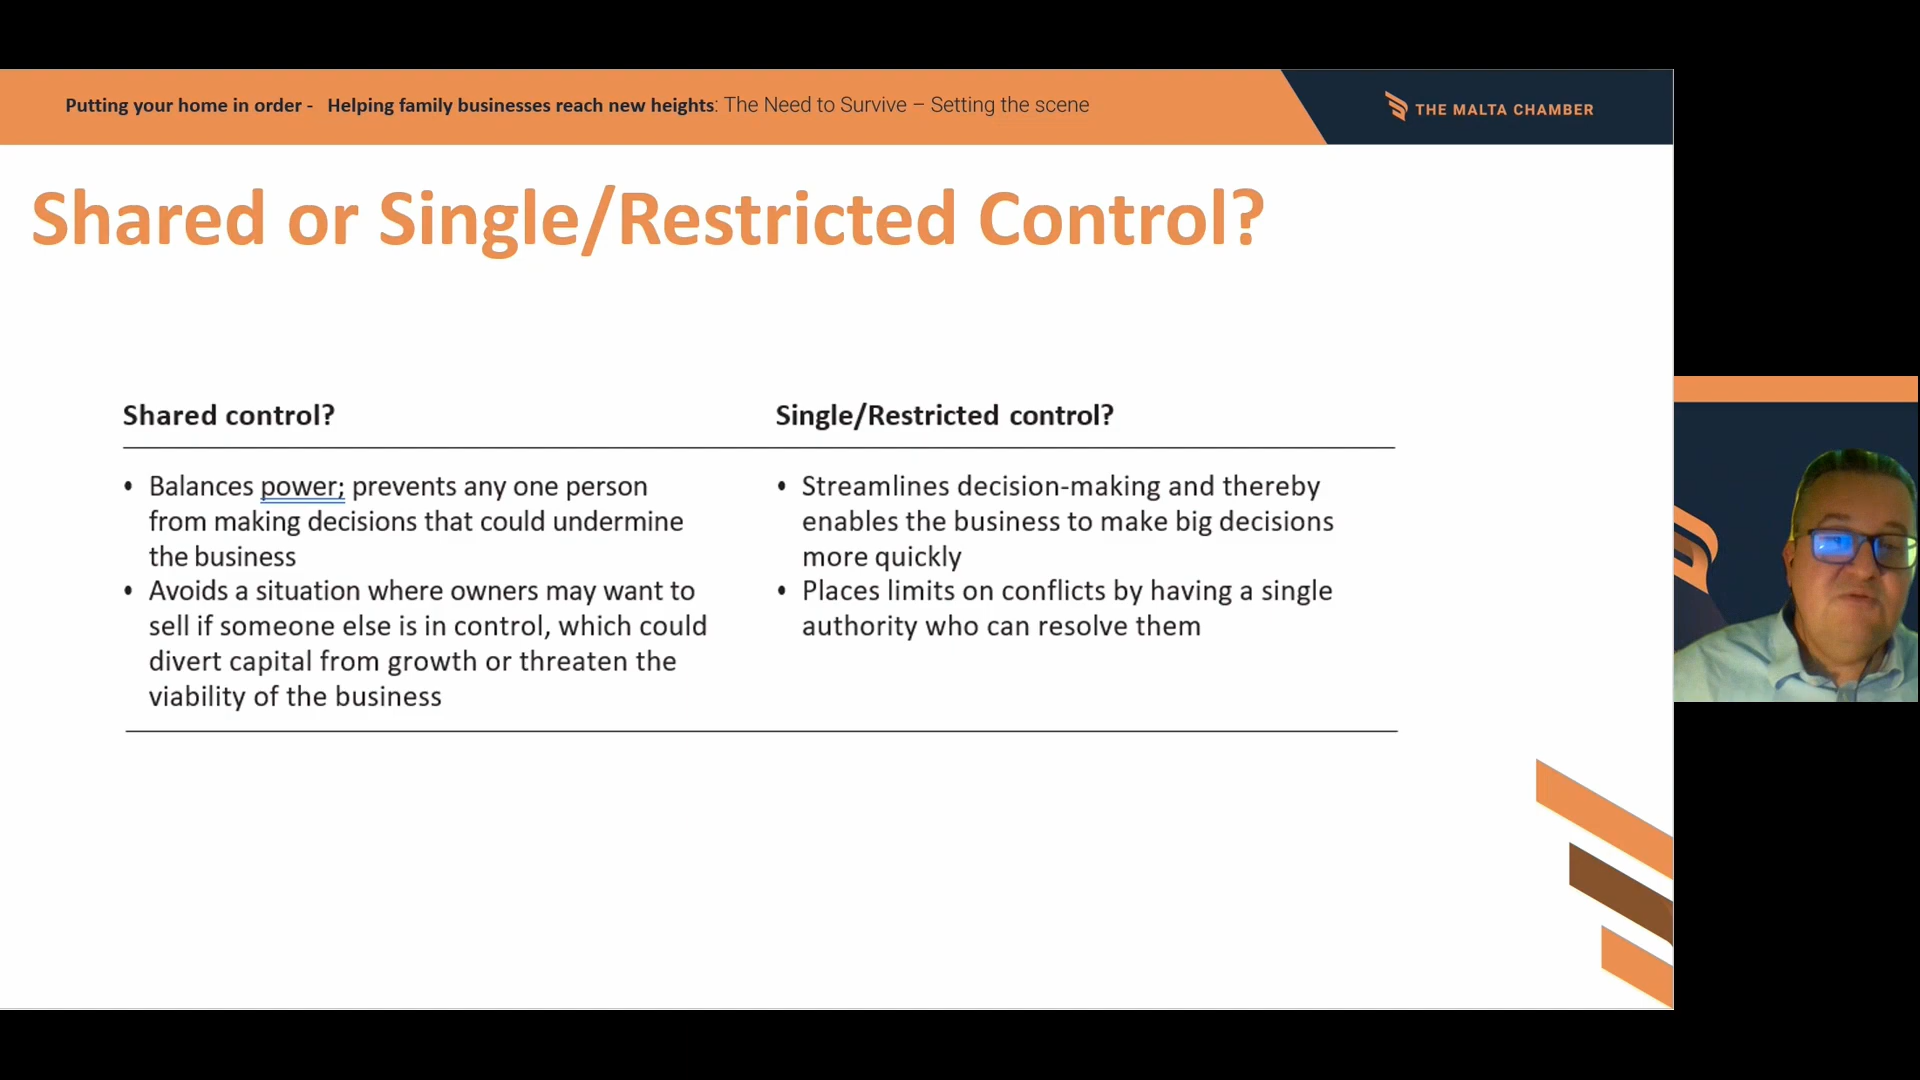 Putting your home in order -   Helping family businesses reach new heights: The Need to Survive – Setting the scene
THE MALTA CHAMBER
Shared or Single/Restricted Control?
Shared control?
• Balances power; prevents any one person
from making decisions that could undermine
the business
• Avoids a situation where owners may want to
sell if someone else is in control, which could
divert capital from growth or threaten the
viability of the business
Single/Restricted control?
• Streamlines decision-making and thereby
enables the business to make big decisions
more quickly
• Places limits on conflicts by having a single
authority who can resolve them